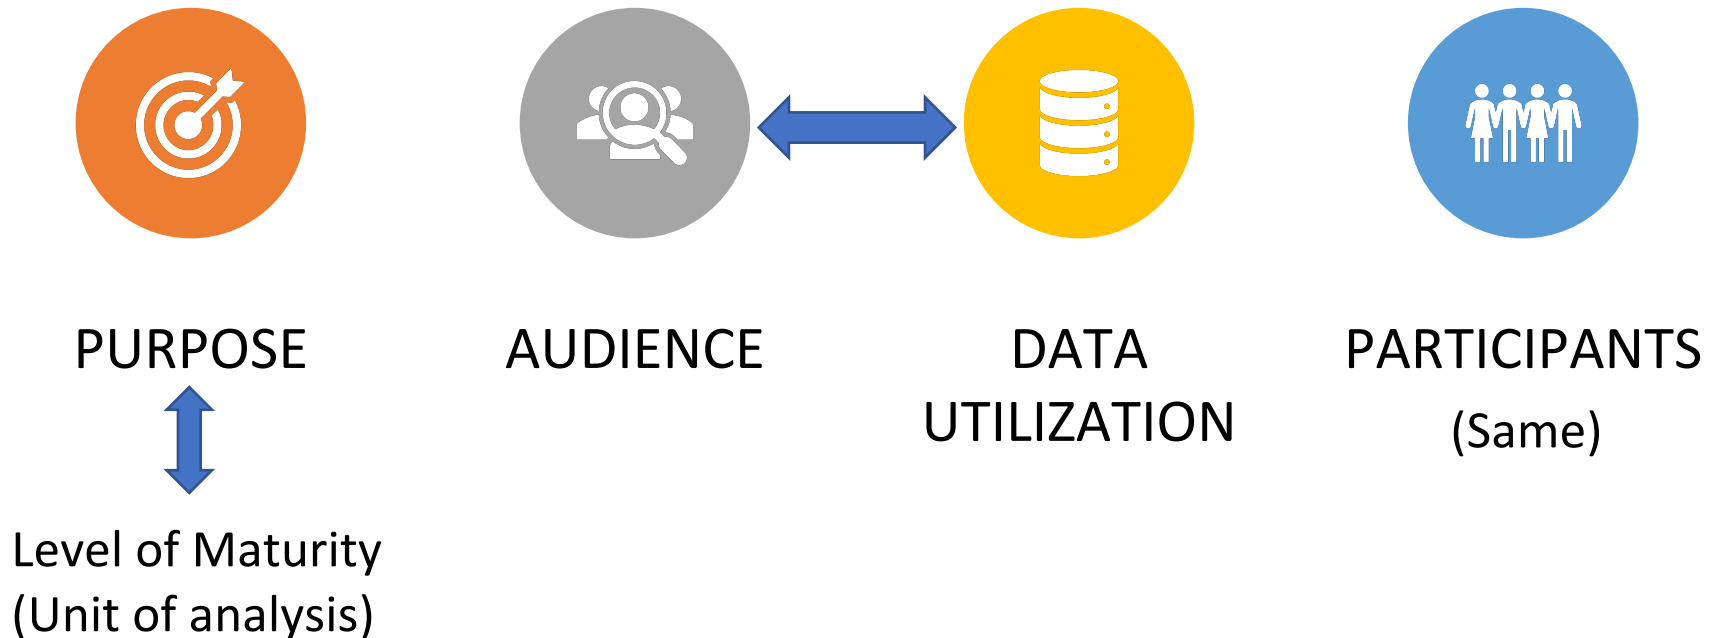 PURPOSE
AUDIENCE
DATA
UTILIZATION
PARTICIPANTS
(Same)
Level of Maturity
(Unit of analysis)